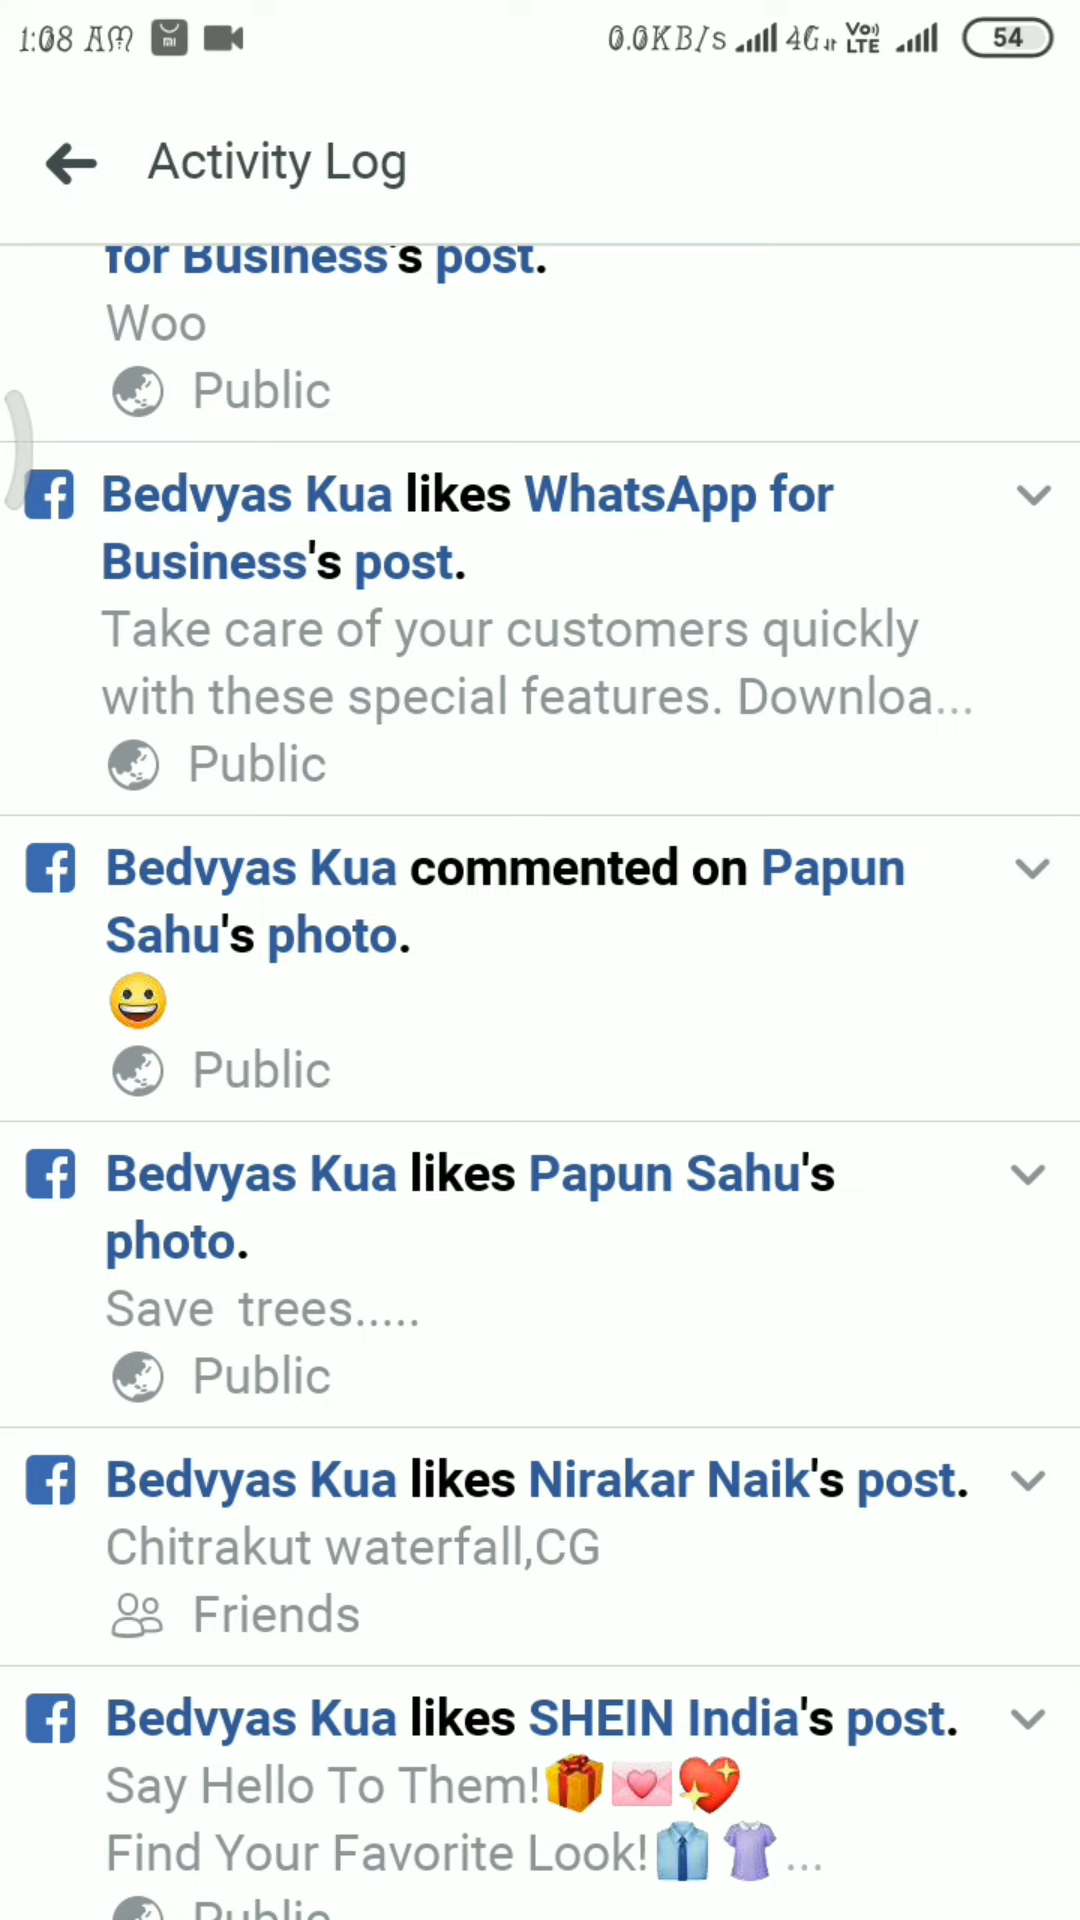 1:08 AM
0.0KB/s 4G Vo) LTE 54
Activity Log
for Business's post.
Woo
Public
Bedvyas Kua likes WhatsApp for
Business's post.
Take care of your customers quickly
with these special features. Downloa...
Public
Bedvyas Kua commented on Papun
Sahu's photo.
😀
Public
Bedvyas Kua likes Papun Sahu's
photo.
Save trees.....
Public
Bedvyas Kua likes Nirakar Naik's post.
Chitrakut waterfall,CG
Friends
Bedvyas Kua likes SHEIN India's post.
Say Hello To Them!🎁💌💖
Find Your Favorite Look!👔👚...
Public